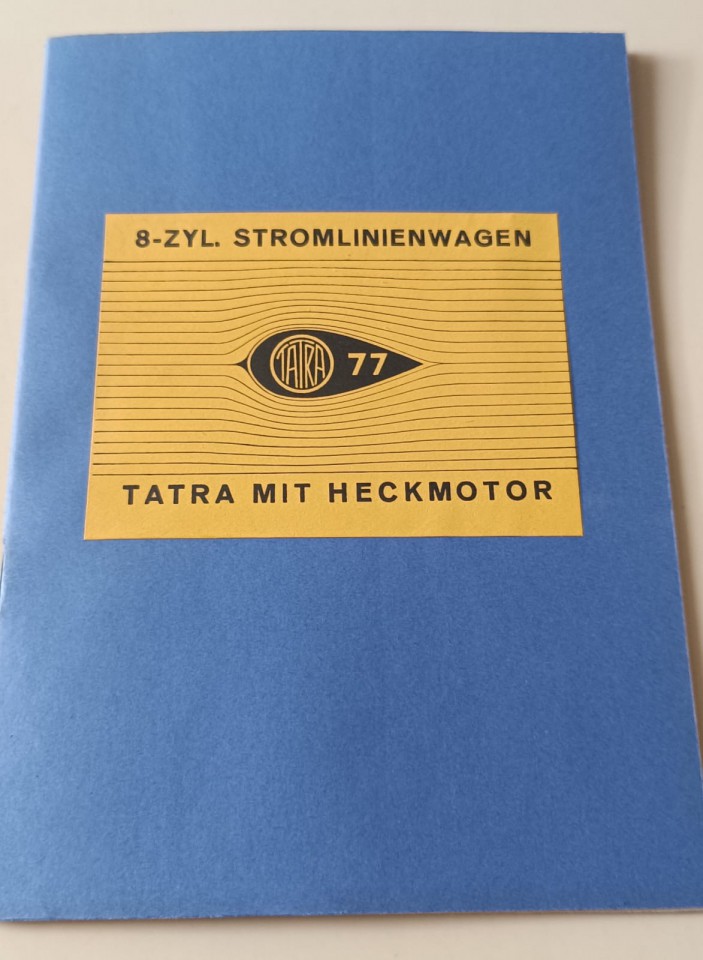 8-ZYL. STROMLINIENWAGEN
TATRA 77
TATRA MIT HECKMOTOR